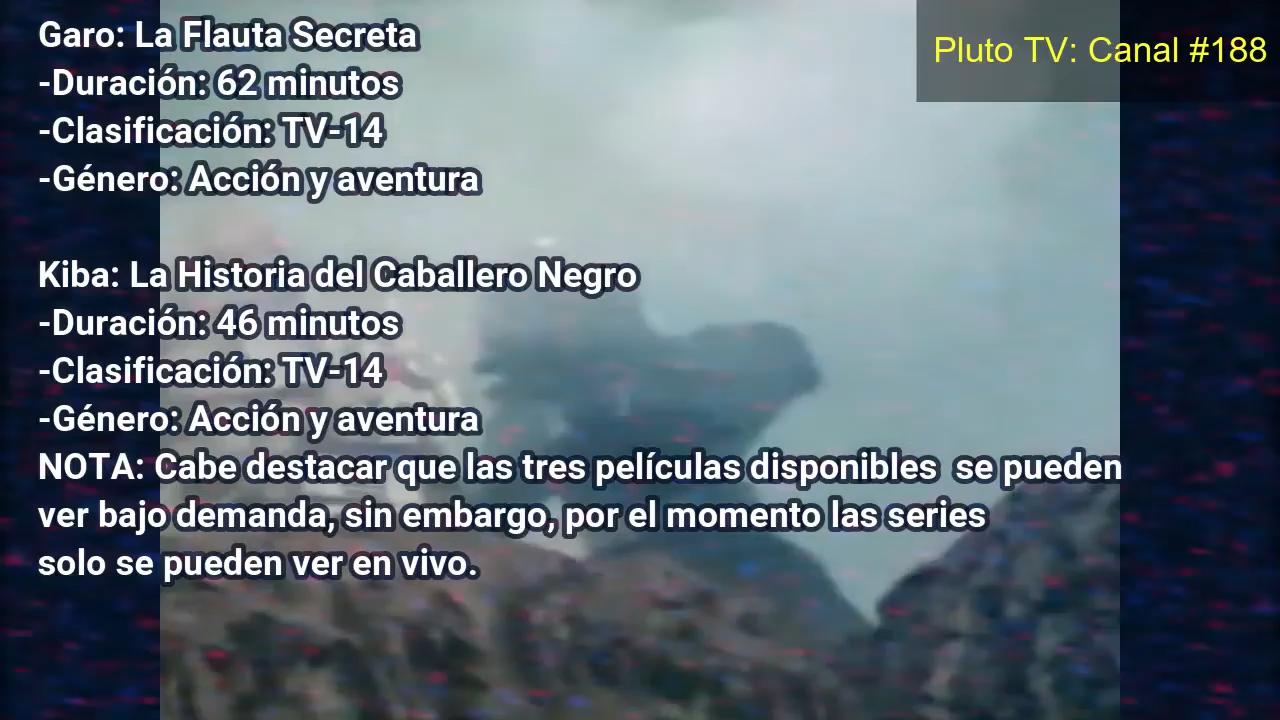 Garo: La Flauta Secreta
-Duración: 62 minutos
-Clasificación: TV-14
-Género: Acción y aventura
Pluto TV: Canal #188
Kiba: La Historia del Caballero Negro
-Duración: 46 minutos
-Clasificación: TV-14
-Género: Acción y aventura
NOTA: Cabe destacar que las tres películas disponibles  se pueden
ver bajo demanda, sin embargo, por el momento las series
solo se pueden ver en vivo.